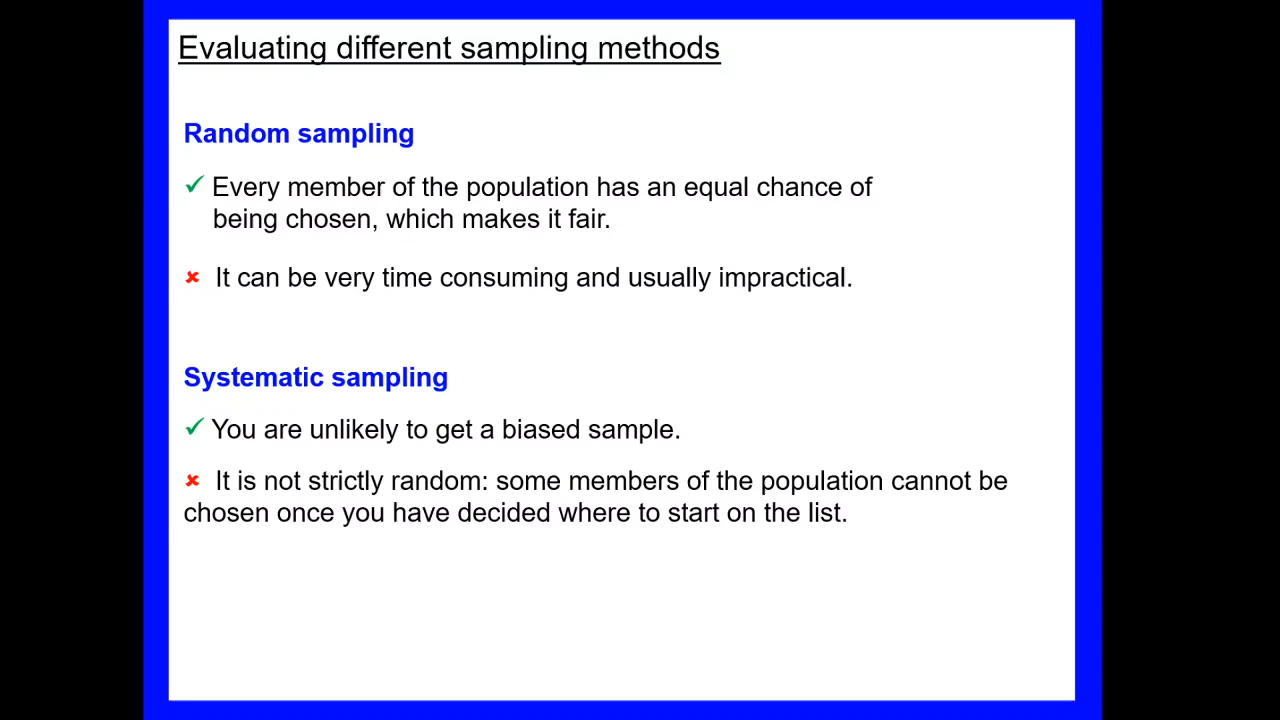 Evaluating different sampling methods
Random sampling
✓ Every member of the population has an equal chance of
being chosen, which makes it fair.
✘ It can be very time consuming and usually impractical.
Systematic sampling
✓ You are unlikely to get a biased sample.
✘ It is not strictly random: some members of the population cannot be
chosen once you have decided where to start on the list.